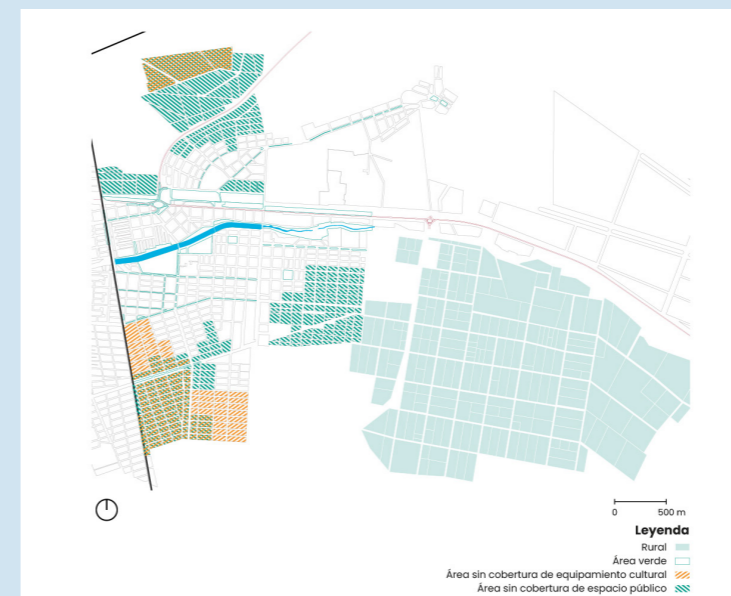 0 500 m
Leyenda
Rural
Área verde
Área sin cobertura de equipamiento cultural
Área sin cobertura de espacio público